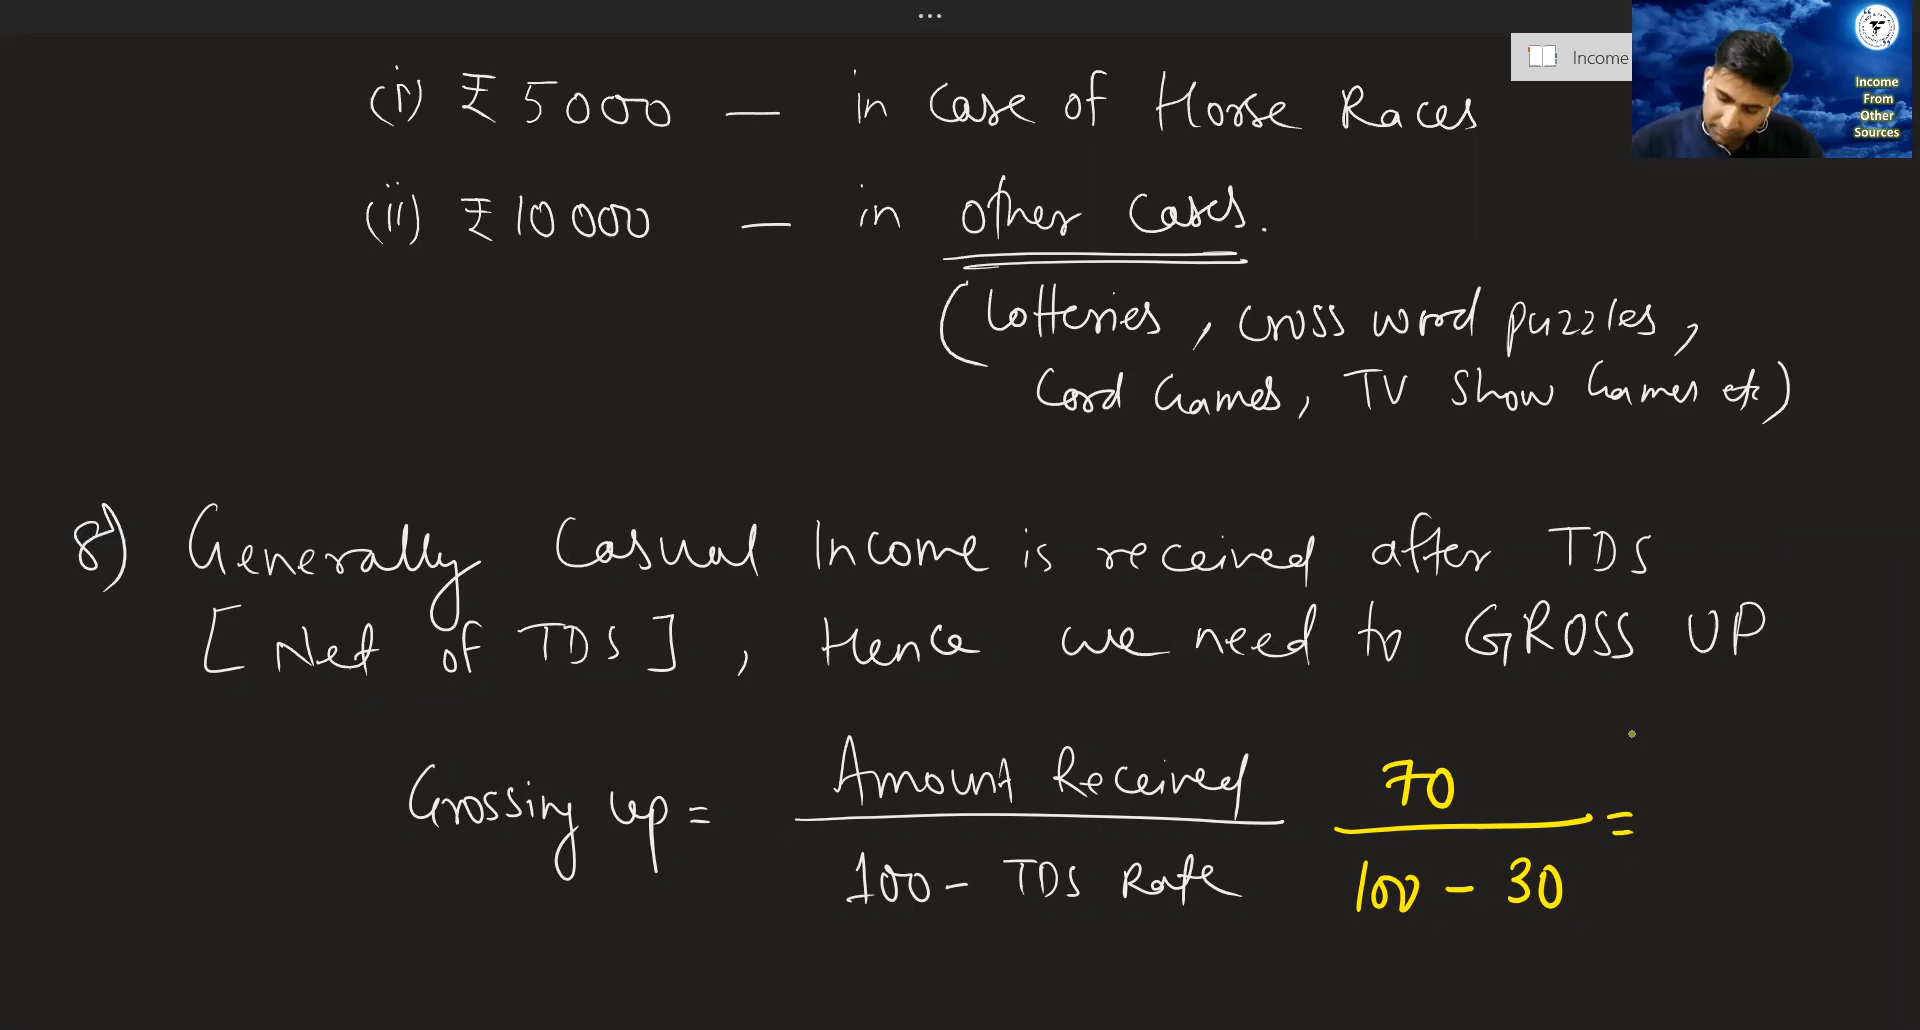 ...
Income
Income
From
Other
Sources
(i) ₹ 5000 — in case of Horse Races
(ii) ₹ 10000 — in other cases.
(Lotteries, cross word puzzles,
Card Games, TV Show Games etc)
8) Generally Casual Income is received after TDS
[Net of TDS], Hence we need to GROSS UP
Grossing up = Amount Received 70 =
100 - TDS Rate 100 - 30